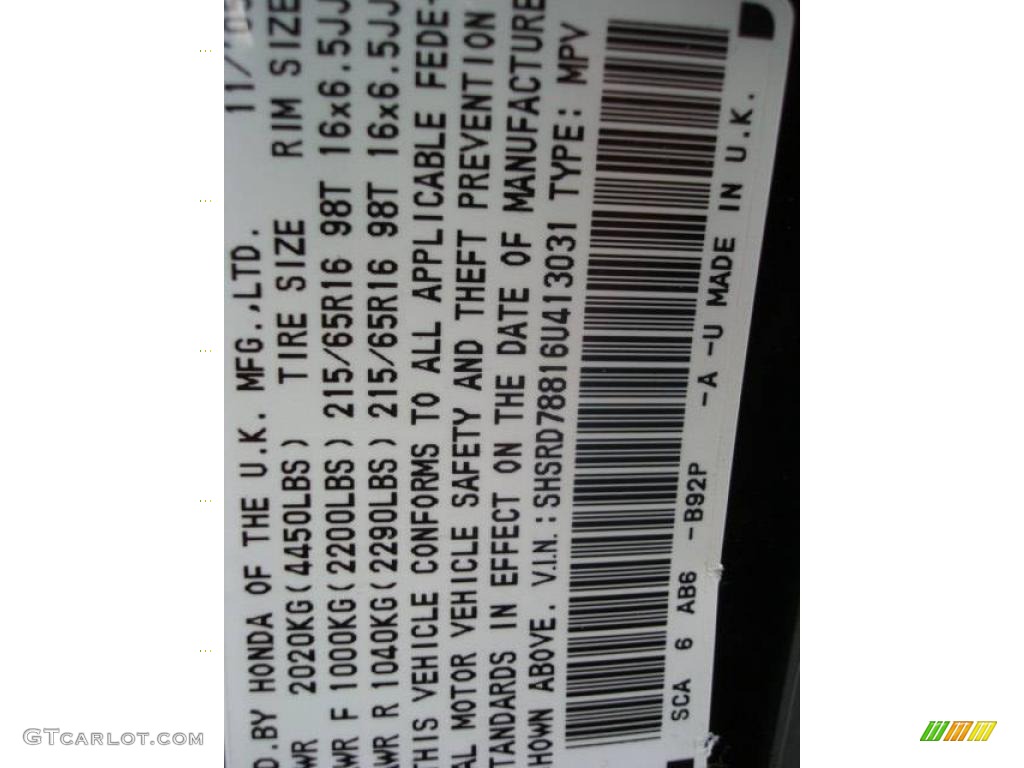 11/05
D.BY HONDA OF THE U.K. MFG.,LTD.
WR 2020KG(4450LBS) TIRE SIZE RIM SIZE
WR F 1000KG(2200LBS) 215/65R16 98T 16x6.5JJ
AWR R 1040KG(2290LBS) 215/65R16 98T 16x6.5JJ
THIS VEHICLE CONFORMS TO ALL APPLICABLE FEDE-
AL MOTOR VEHICLE SAFETY AND THEFT PREVENTION
TANDARDS IN EFFECT ON THE DATE OF MANUFACTURE
HOWN ABOVE. V.I.N.:SHSRD78816U413031 TYPE: MPV
SCA 6 AB6 -B92P -A -U MADE IN U.K.
GTCARLOT.COM